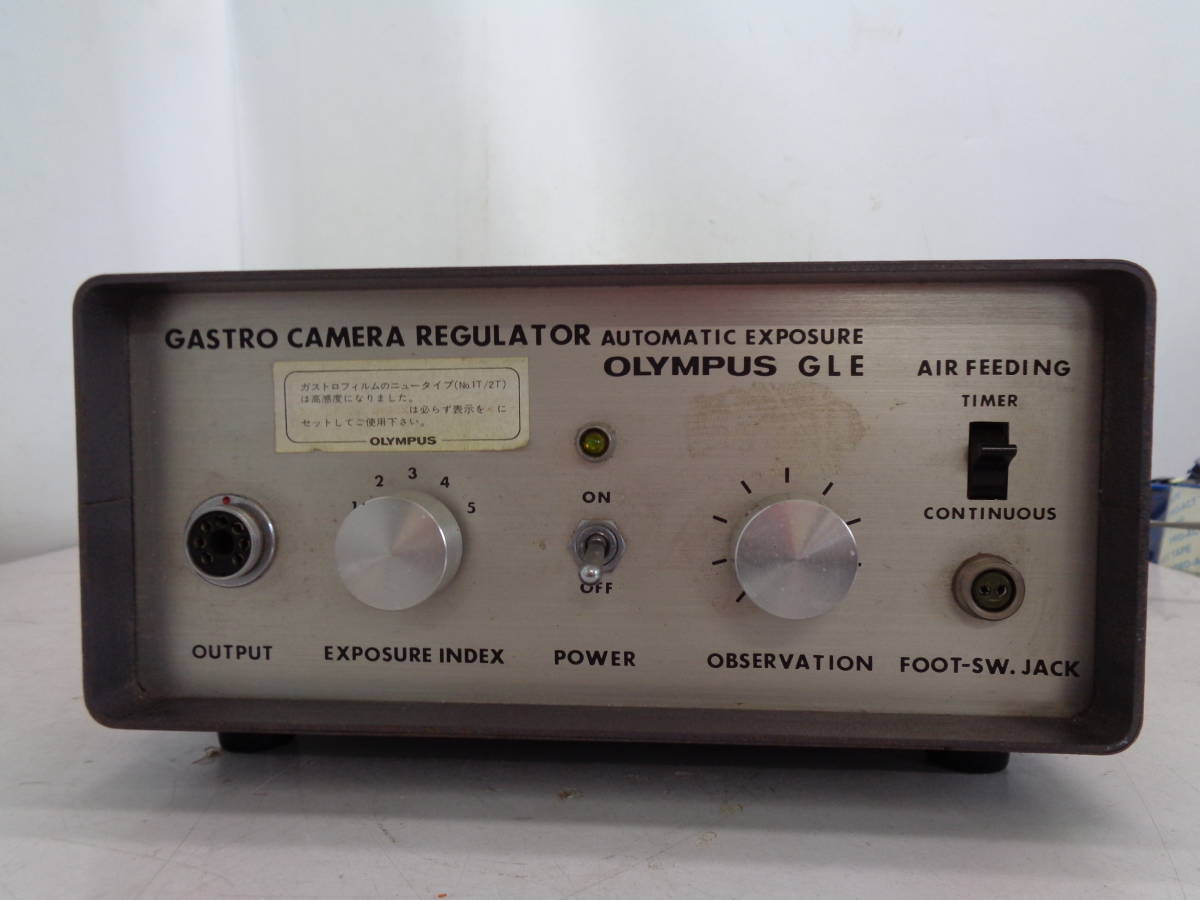 GASTRO CAMERA REGULATOR AUTOMATIC EXPOSURE
OLYMPUS GLE
ガストロフィルムのニュータイプ(No.1T/2T)
は高感度になりました。
は必らず表示を<に
セットしてご使用下さい。
OLYMPUS
AIR FEEDING
TIMER
CONTINUOUS
1 2 3 4 5
ON
OFF
OUTPUT
EXPOSURE INDEX
POWER
OBSERVATION
FOOT-SW. JACK